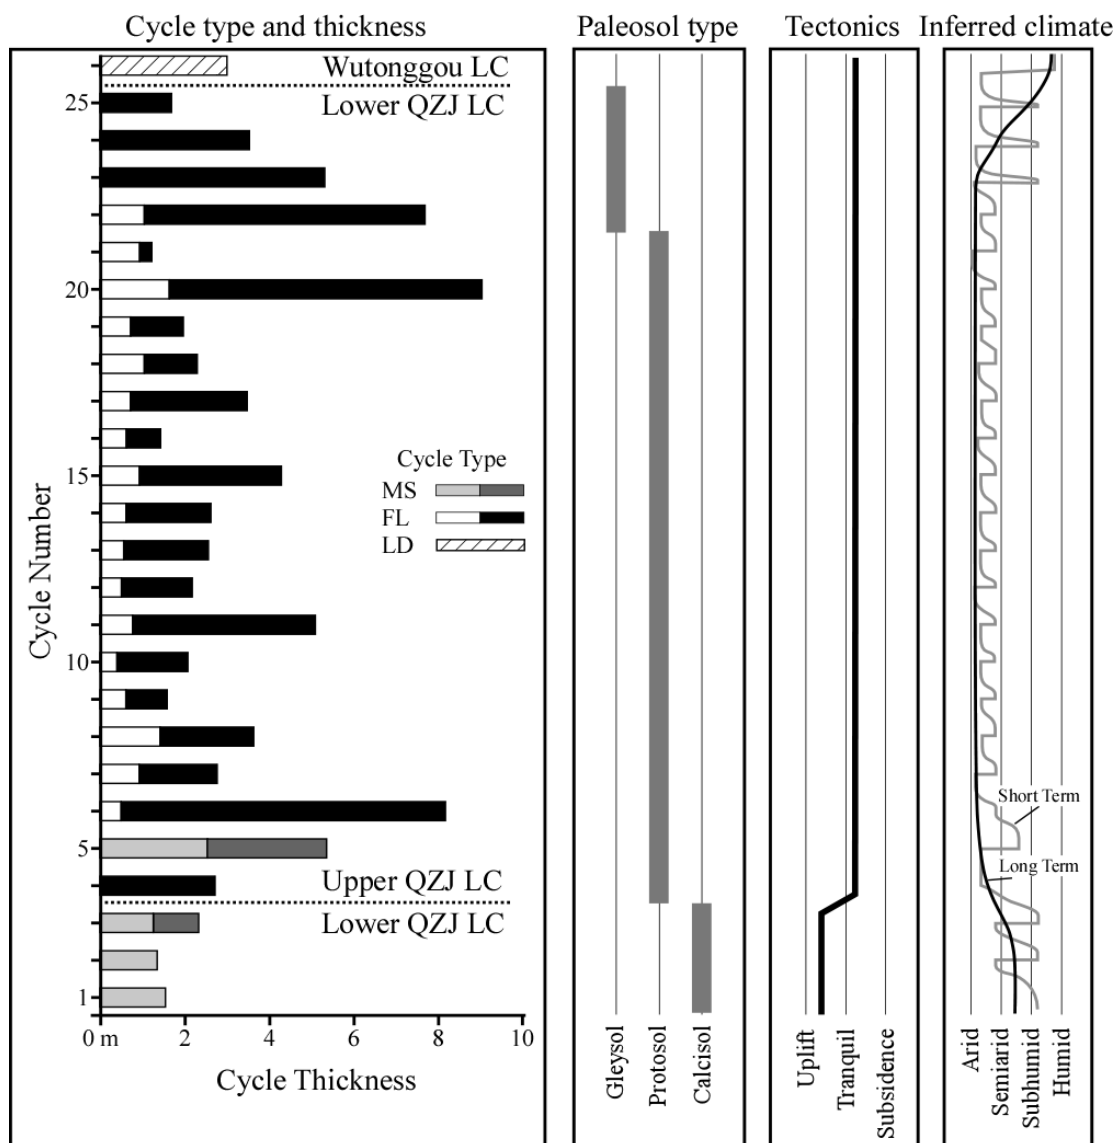 Cycle type and thickness
Paleosol type
Tectonics
Inferred climate
Wutonggou LC
Lower QZJ LC
25
20
15
10
5
1
Cycle Number
Cycle Type
MS
FL
LD
Upper QZJ LC
Lower QZJ LC
0 m
2
4
6
8
10
Cycle Thickness
Gleysol
Protosol
Calcisol
Uplift
Tranquil
Subsidence
Short Term
Long Term
Arid
Semiarid
Subhumid
Humid